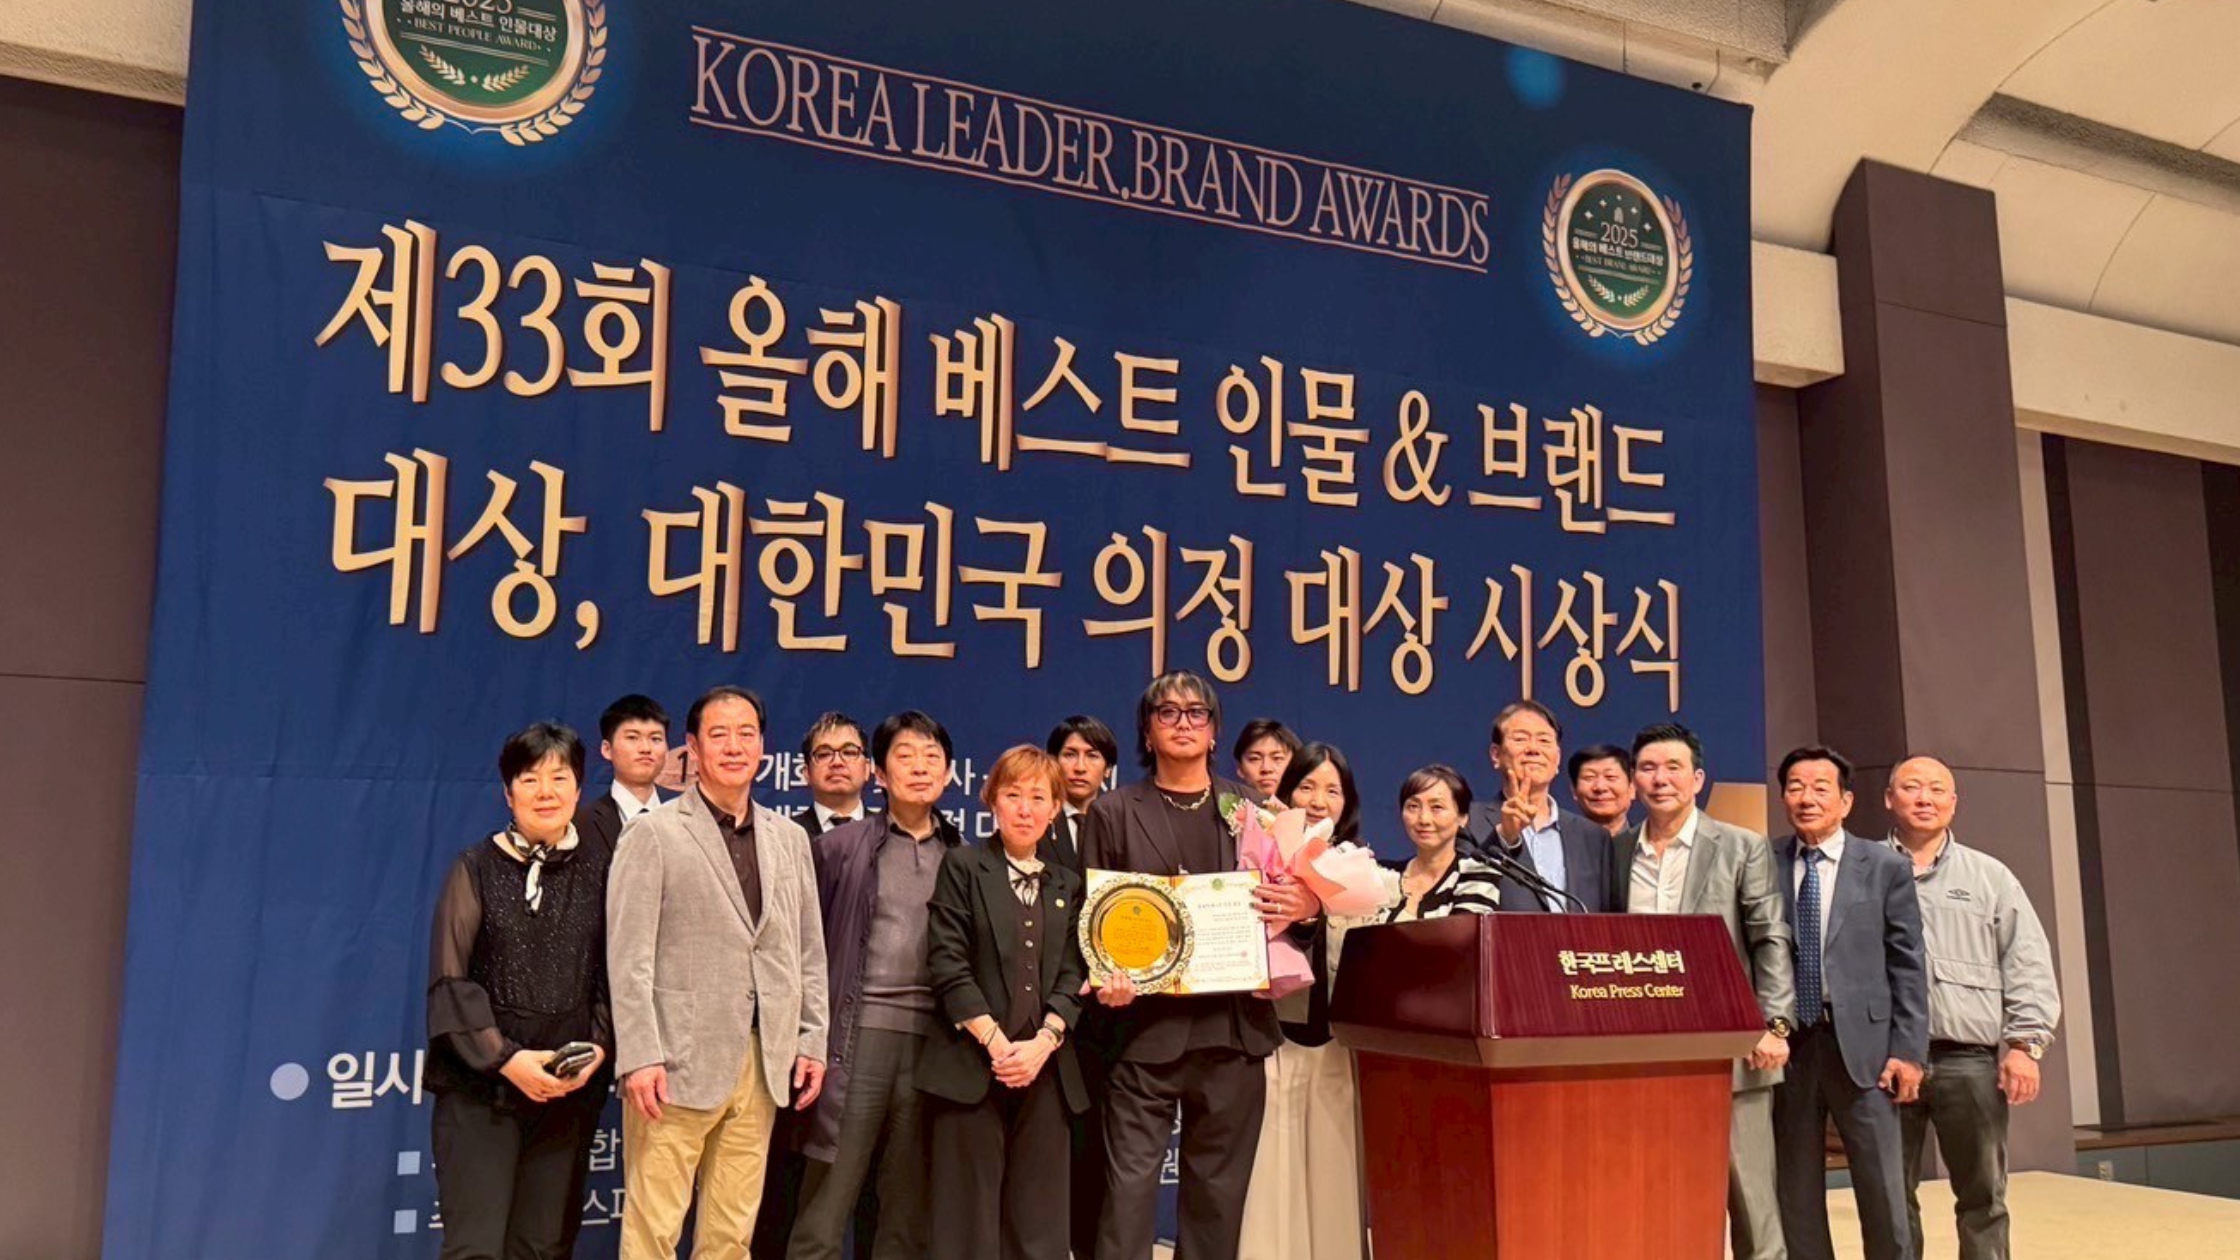 2025
올해의 베스트 인물대상
BEST PEOPLE AWARD
KOREA LEADER.BRAND AWARDS
2025
올해의 베스트 브랜드대상
제33회 올해 베스트 인물 & 브랜드
대상, 대한민국 의정 대상 시상식
일시
한국프레스센터
Korea Press Center